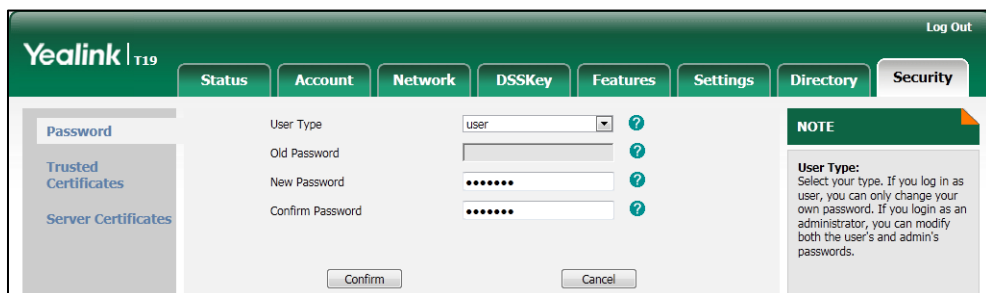 Log Out
Yealink | T19
Status
Account
Network
DSSKey
Features
Settings
Directory
Security
Password
Trusted
Certificates
Server Certificates
User Type
user
?
Old Password
?
New Password
•••••••
?
Confirm Password
•••••••
?
Confirm
Cancel
NOTE
User Type:
Select your type. If you log in as
user, you can only change your
own password. If you login as an
administrator, you can modify
both the user's and admin's
passwords.